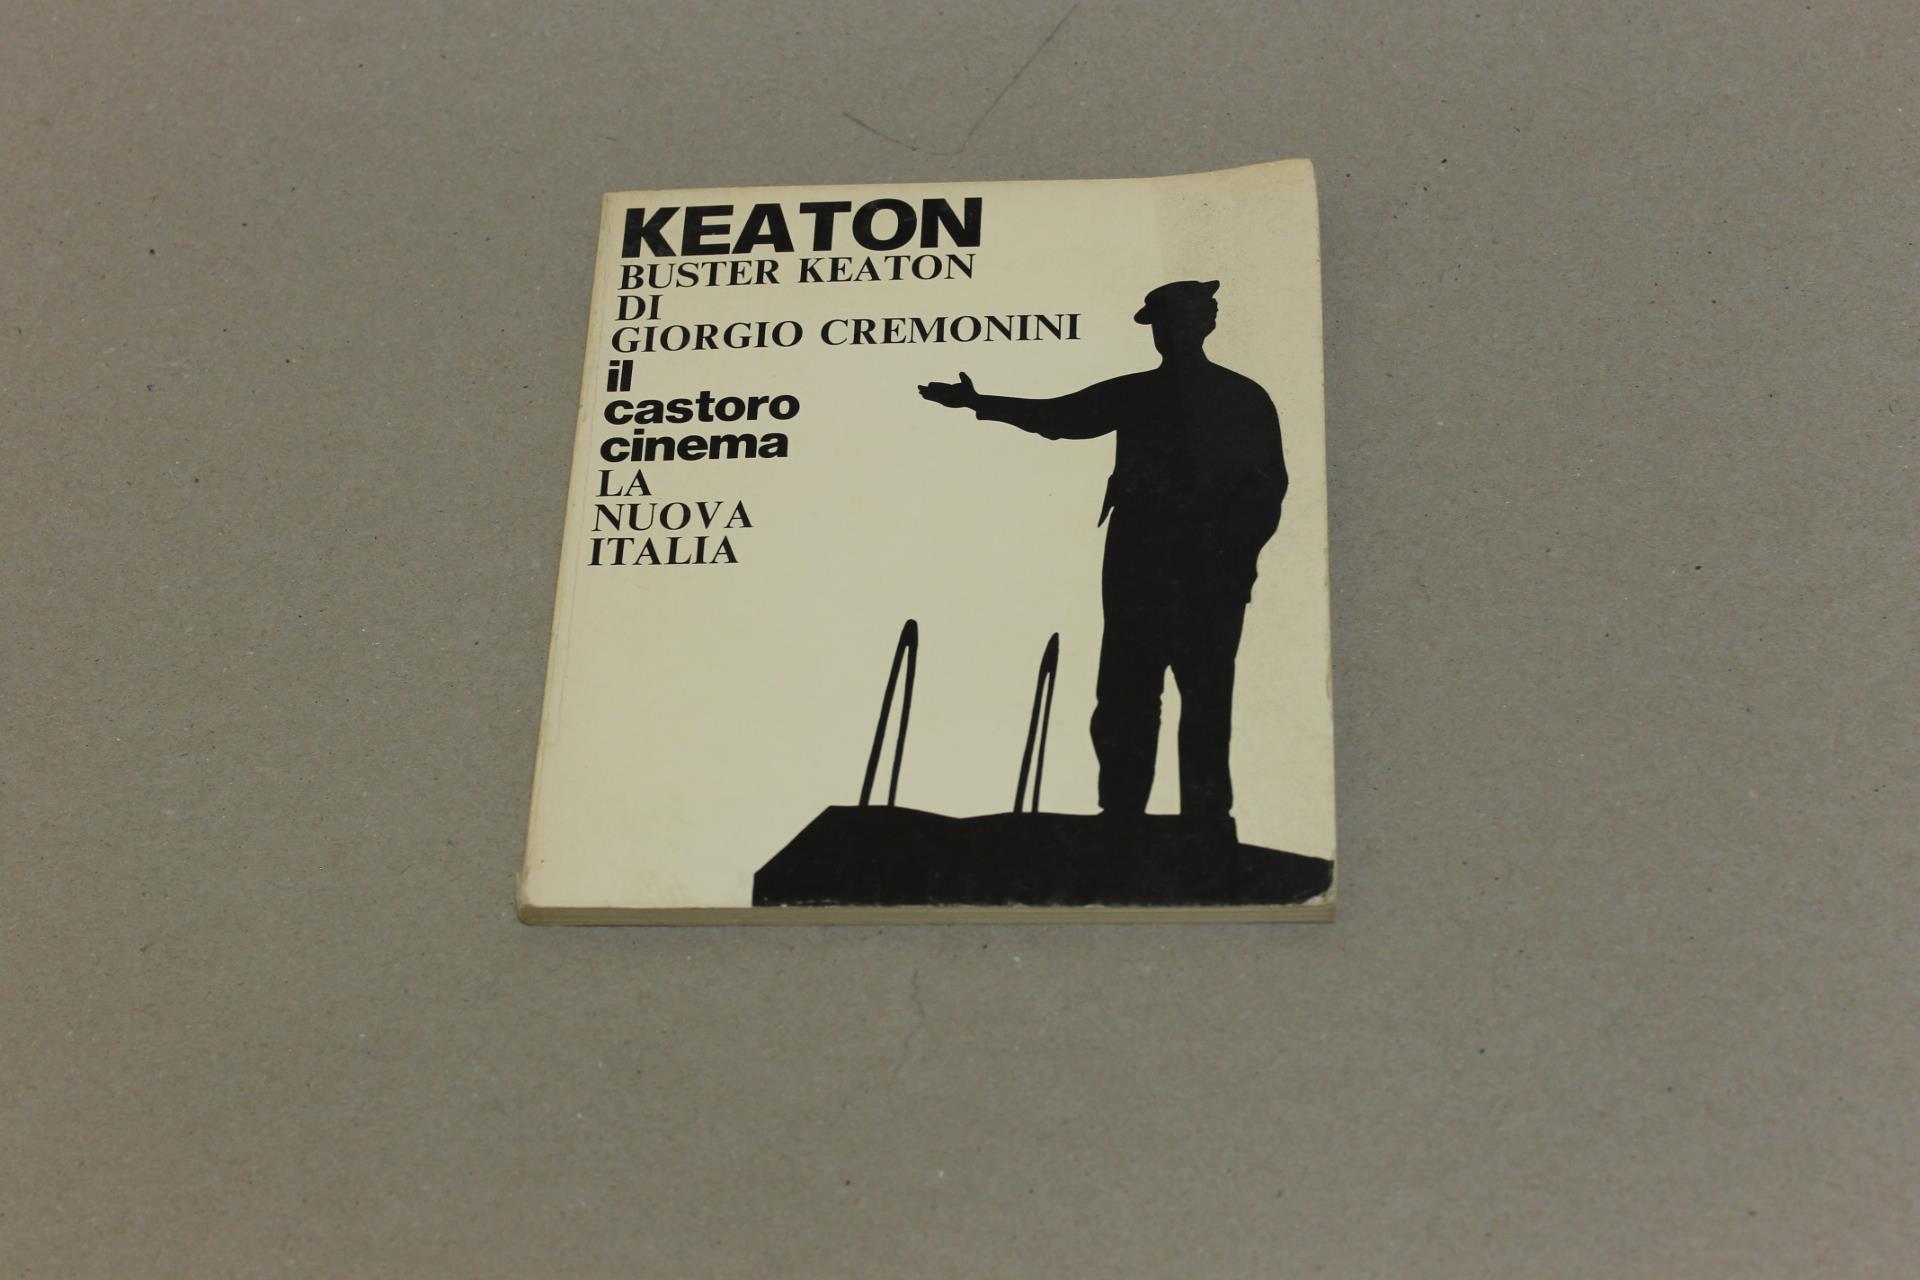 KEATON
BUSTER KEATON
DI
GIORGIO CREMONINI
il
castoro
cinema
LA
NUOVA
ITALIA